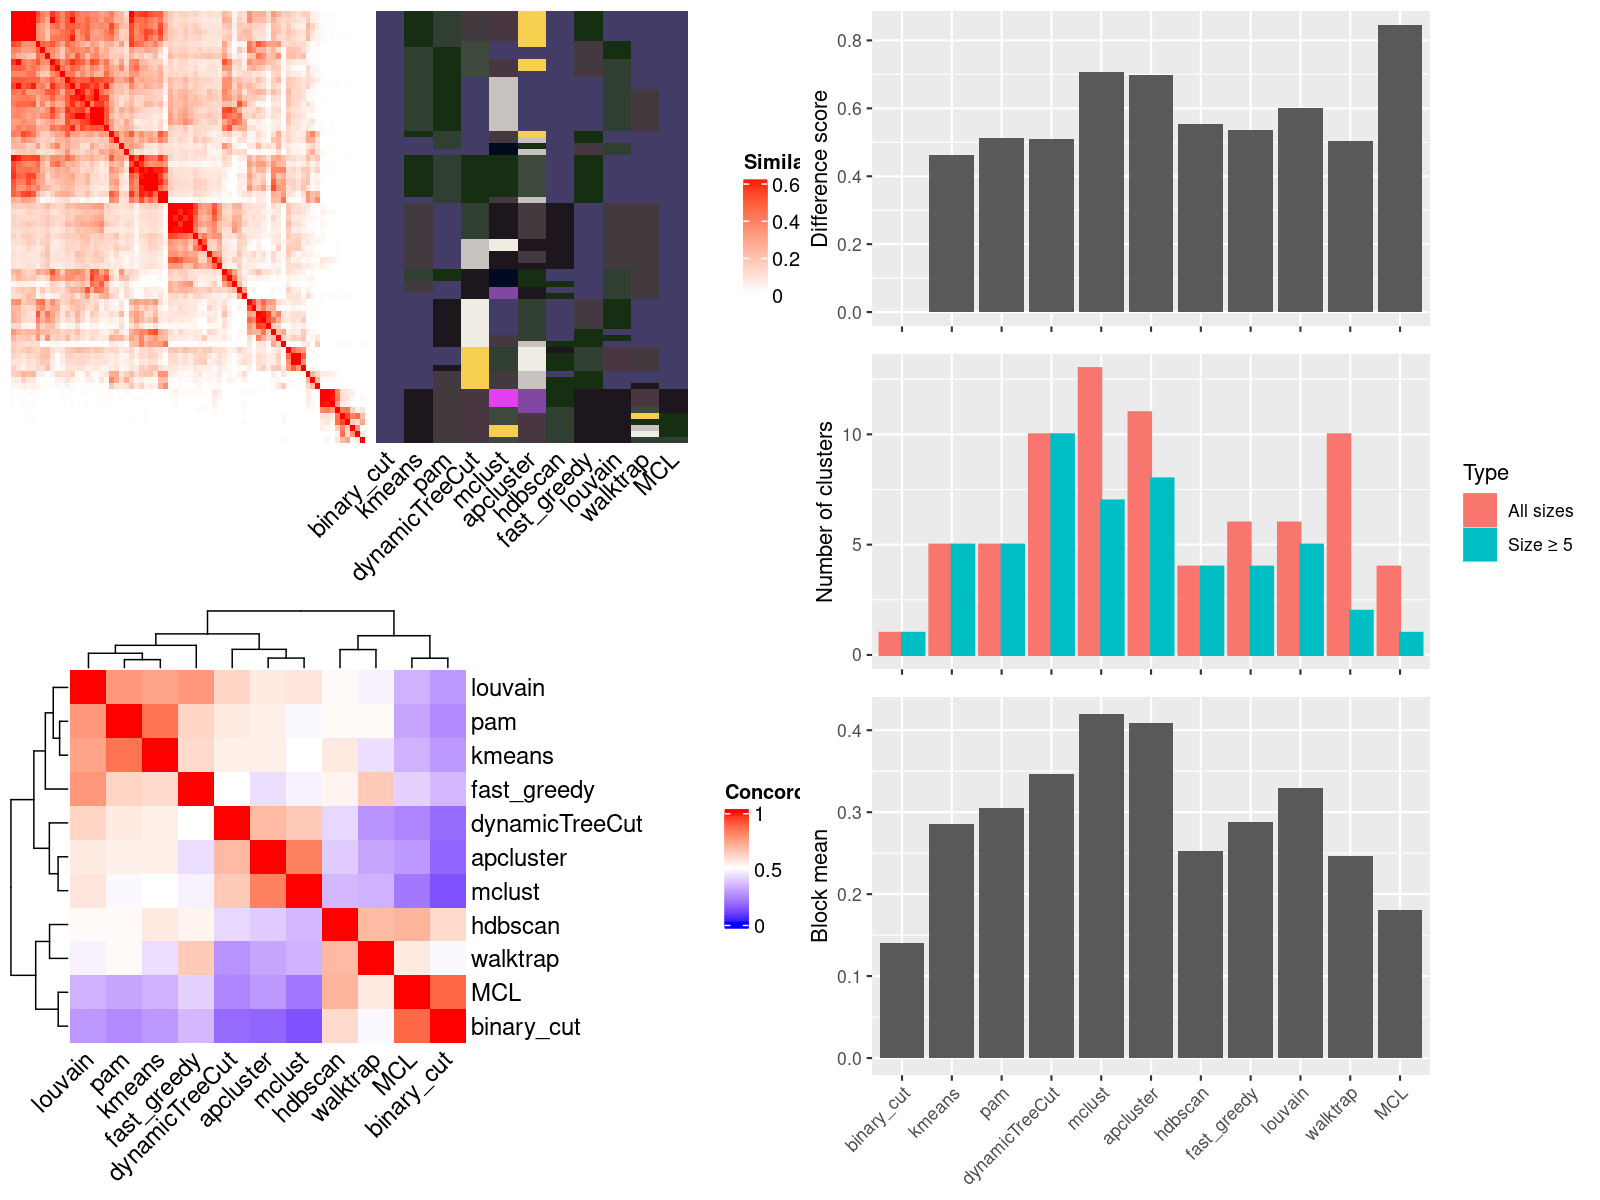 Simila
0.6
0.4
0.2
0
binary_cut
kmeans
pam
dynamicTreeCut
mclust
apcluster
hdbscan
fast_greedy
louvain
walktrap
MCL
louvain
pam
kmeans
fast_greedy
dynamicTreeCut
apcluster
mclust
hdbscan
walktrap
MCL
binary_cut
louvain
pam
kmeans
fast_greedy
dynamicTreeCut
apcluster
mclust
hdbscan
walktrap
MCL
binary_cut
Concord
1
0.5
0
Difference score
0.8
0.6
0.4
0.2
0.0
Number of clusters
10
5
0
Type
All sizes
Size ≥ 5
Block mean
0.4
0.3
0.2
0.1
0.0
binary_cut
kmeans
pam
dynamicTreeCut
mclust
apcluster
hdbscan
fast_greedy
louvain
walktrap
MCL